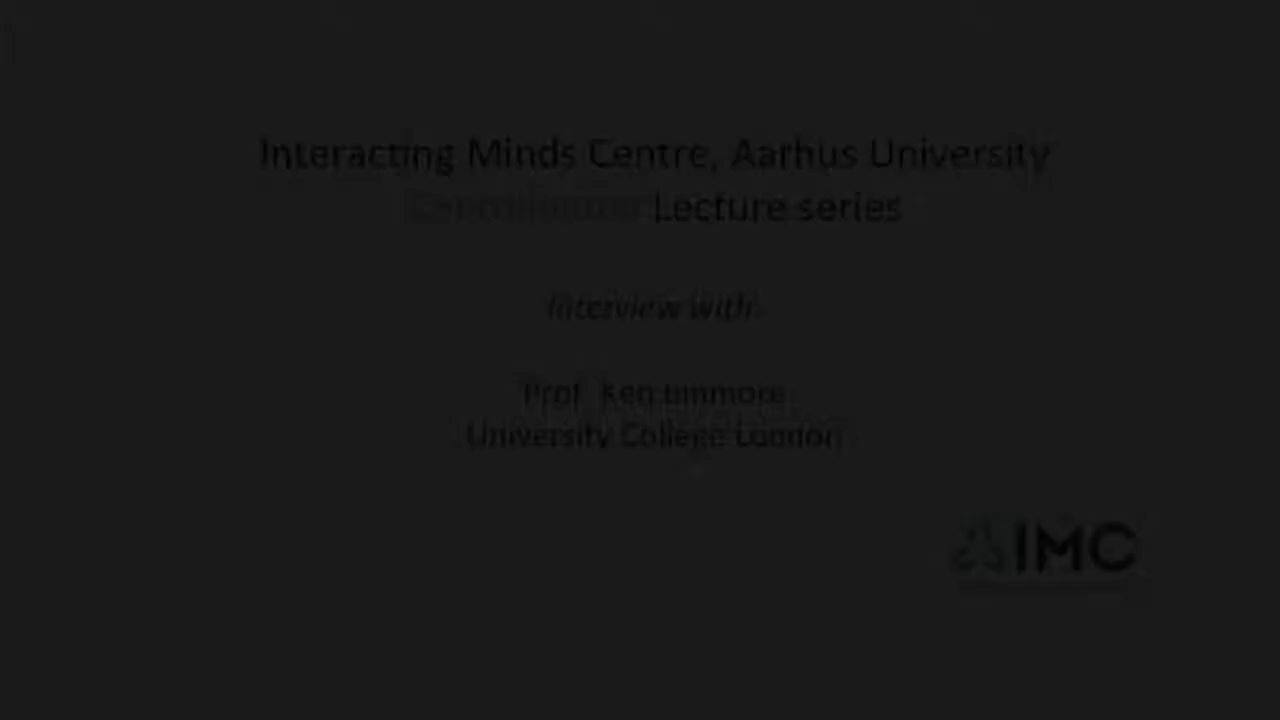 Interacting Minds Centre, Aarhus University
Lecture series
Interview with
Prof. Ken
University College London
IMC